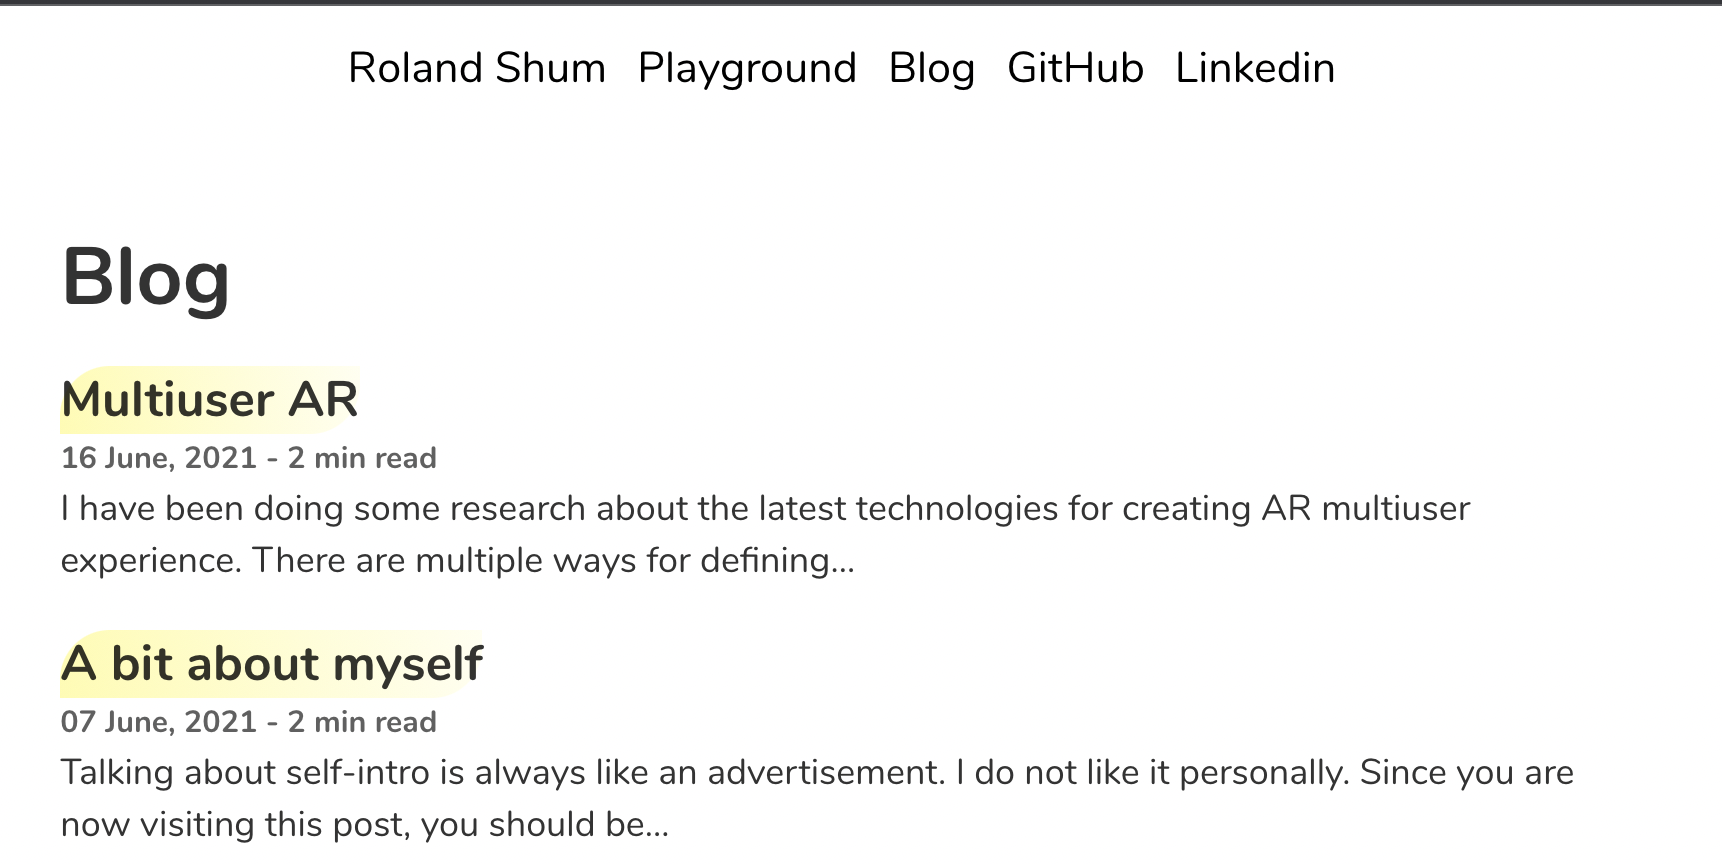 Roland Shum Playground Blog GitHub Linkedin
Blog
Multiuser AR
16 June, 2021 - 2 min read
I have been doing some research about the latest technologies for creating AR multiuser
experience. There are multiple ways for defining...
A bit about myself
07 June, 2021 - 2 min read
Talking about self-intro is always like an advertisement. I do not like it personally. Since you are
now visiting this post, you should be...